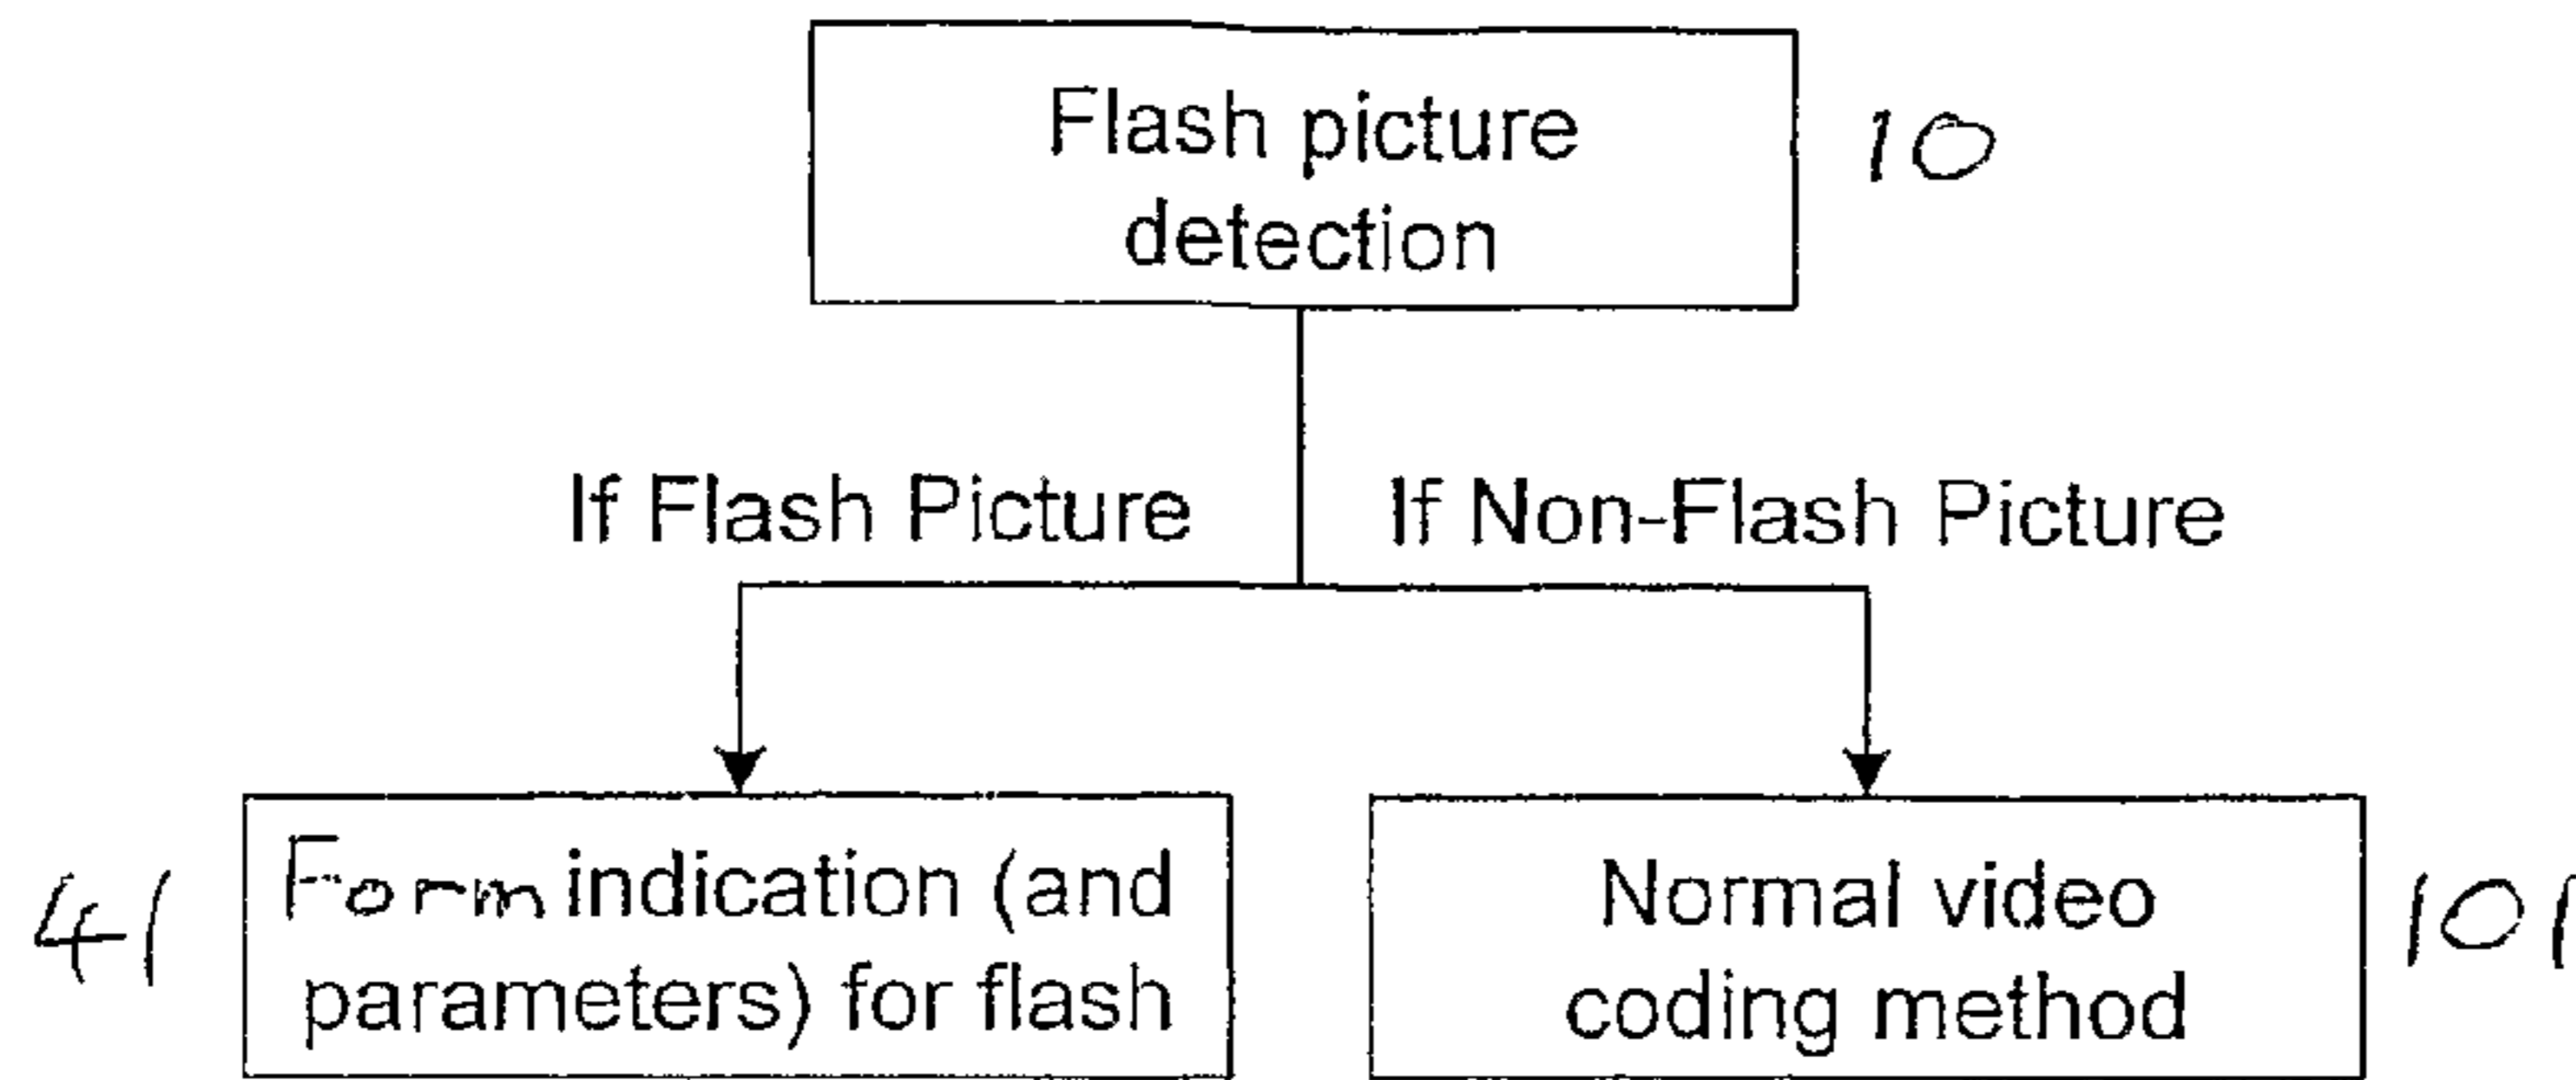 Flash picture
detection
10
If Flash Picture
If Non-Flash Picture
41
Form indication (and
parameters) for flash
Normal video
coding method
101